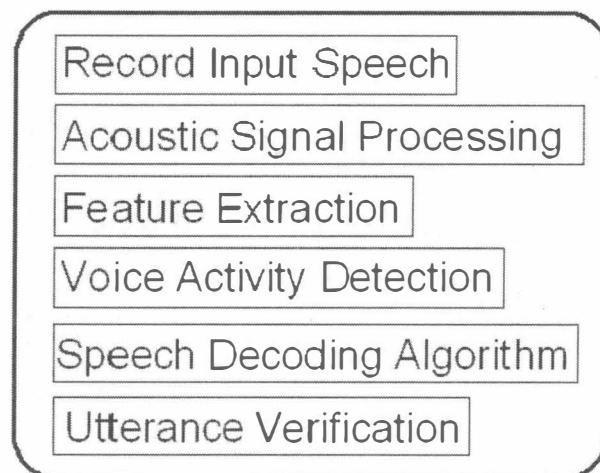 Record Input Speech
Acoustic Signal Processing
Feature Extraction
Voice Activity Detection
Speech Decoding Algorithm
Utterance Verification